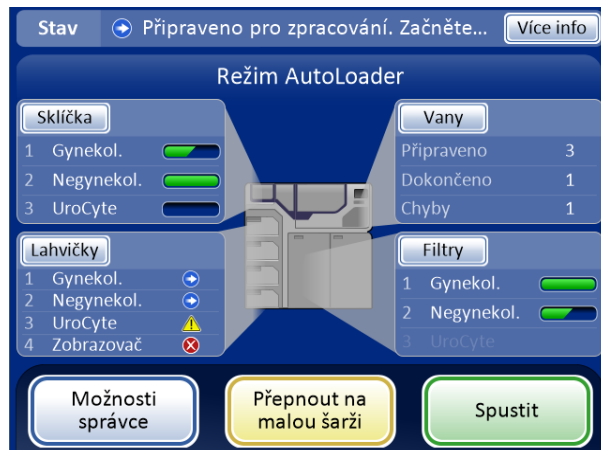 Stav Připraveno pro zpracování. Začněte... Více info
Režim AutoLoader
Sklíčka
1 Gynekol.
2 Negynekol.
3 UroCyte
Vany
Připraveno 3
Dokončeno 1
Chyby 1
Lahvičky
1 Gynekol.
2 Negynekol.
3 UroCyte
4 Zobrazovač
Filtry
1 Gynekol.
2 Negynekol.
3 UroCyte
Možnosti
správce
Přepnout na
malou šarži
Spustit